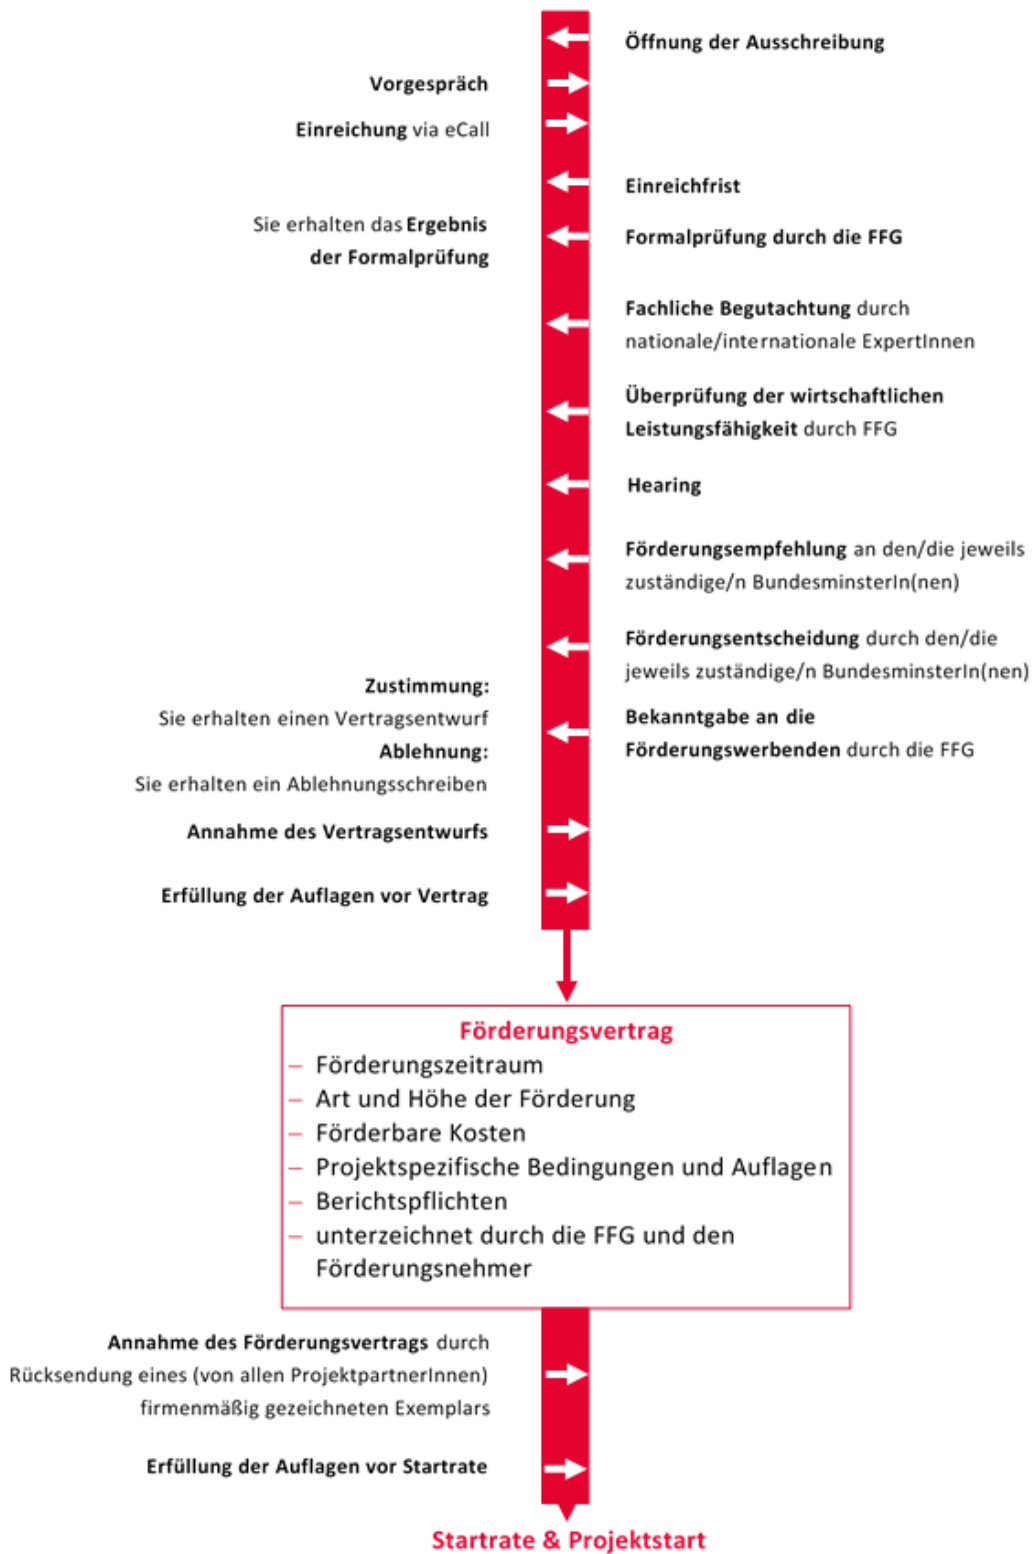 Öffnung der Ausschreibung
Vorgespräch
Einreichung via eCall
Einreichfrist
Sie erhalten das Ergebnis
der Formalprüfung
Formalprüfung durch die FFG
Fachliche Begutachtung durch
nationale/internationale ExpertInnen
Überprüfung der wirtschaftlichen
Leistungsfähigkeit durch FFG
Hearing
Förderungsempfehlung an den/die jeweils
zuständige/n BundesminsterIn(nen)
Förderungsentscheidung durch den/die
jeweils zuständige/n BundesminsterIn(nen)
Zustimmung:
Sie erhalten einen Vertragsentwurf
Ablehnung:
Sie erhalten ein Ablehnungsschreiben
Bekanntgabe an die
Förderungswerbenden durch die FFG
Annahme des Vertragsentwurfs
Erfüllung der Auflagen vor Vertrag
Förderungsvertrag
– Förderungszeitraum
– Art und Höhe der Förderung
– Förderbare Kosten
– Projektspezifische Bedingungen und Auflagen
– Berichtspflichten
– unterzeichnet durch die FFG und den
Förderungsnehmer
Annahme des Förderungsvertrags durch
Rücksendung eines (von allen ProjektpartnerInnen)
firmenmäßig gezeichneten Exemplars
Erfüllung der Auflagen vor Startrate
Startrate & Projektstart